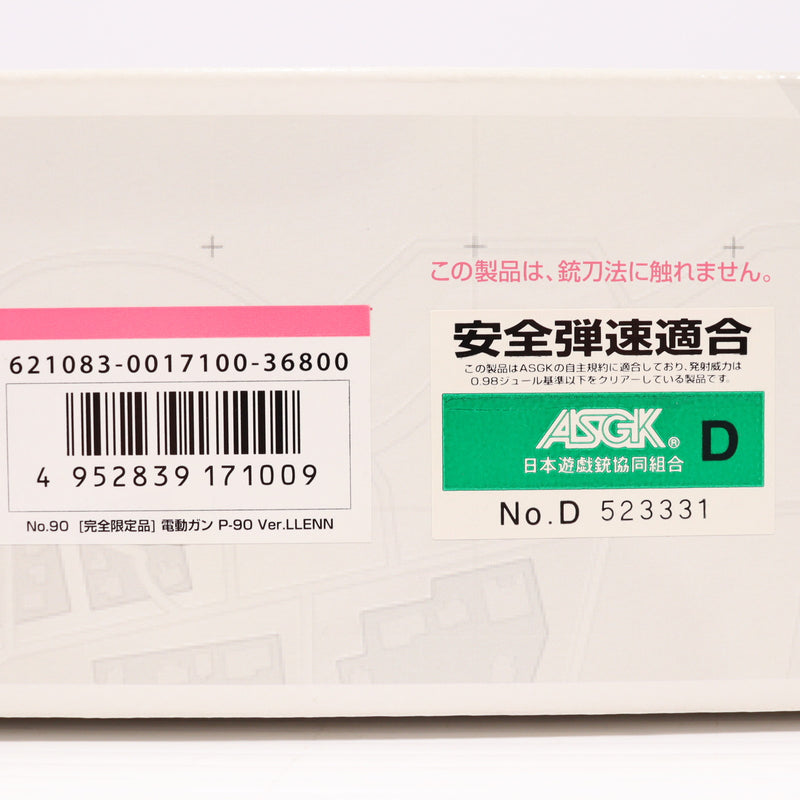 この製品は、銃刀法に触れません。
621083-0017100-36800
4 952839 171009
No.90 [完全限定品] 電動ガン P-90 Ver.LLENN
安全弾速適合
この製品はASGKの自主規約に適合しており、発射威力は
0.98ジュール基準以下をクリアーしている製品です。
ASGK® D
日本遊戯銃協同組合
No.D 523331